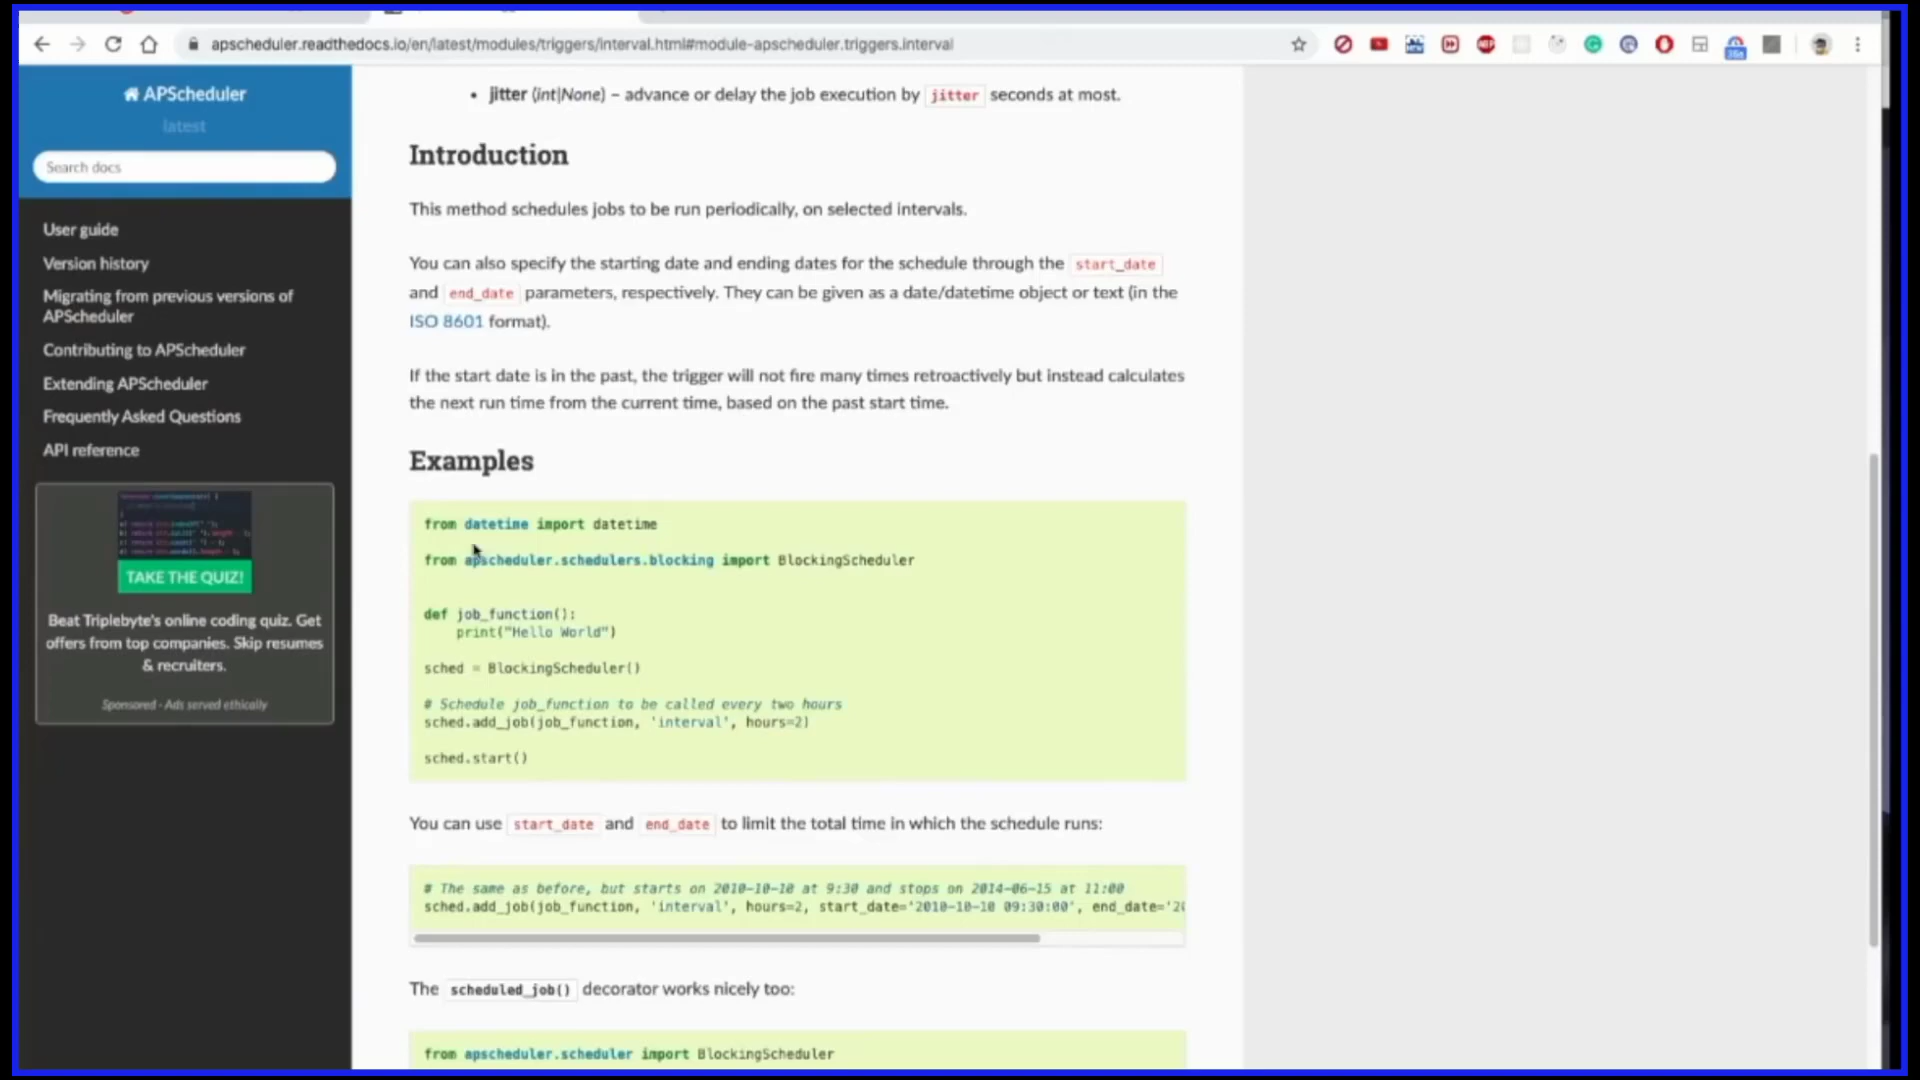 apscheduler.readthedocs.io/en/latest/modules/triggers/interval.html#module-apscheduler.triggers.interval
APScheduler
latest
Search docs
User guide
Version history
Migrating from previous versions of
APScheduler
Contributing to APScheduler
Extending APScheduler
Frequently Asked Questions
API reference
TAKE THE QUIZ!
Beat Triplebyte's online coding quiz. Get
offers from top companies. Skip resumes
& recruiters.
Sponsored · Ads served ethically
• jitter (int|None) – advance or delay the job execution by jitter seconds at most.
Introduction
This method schedules jobs to be run periodically, on selected intervals.
You can also specify the starting date and ending dates for the schedule through the start_date
and end_date parameters, respectively. They can be given as a date/datetime object or text (in the
ISO 8601 format).
If the start date is in the past, the trigger will not fire many times retroactively but instead calculates
the next run time from the current time, based on the past start time.
Examples
from datetime import datetime
from apscheduler.schedulers.blocking import BlockingScheduler
def job_function():
print("Hello World")
sched = BlockingScheduler()
# Schedule job_function to be called every two hours
sched.add_job(job_function, 'interval', hours=2)
sched.start()
You can use start_date and end_date to limit the total time in which the schedule runs:
# The same as before, but starts on 2010-10-10 at 9:30 and stops on 2014-06-15 at 11:00
sched.add_job(job_function, 'interval', hours=2, start_date='2010-10-10 09:30:00', end_date='20
The scheduled_job() decorator works nicely too:
from apscheduler.scheduler import BlockingScheduler